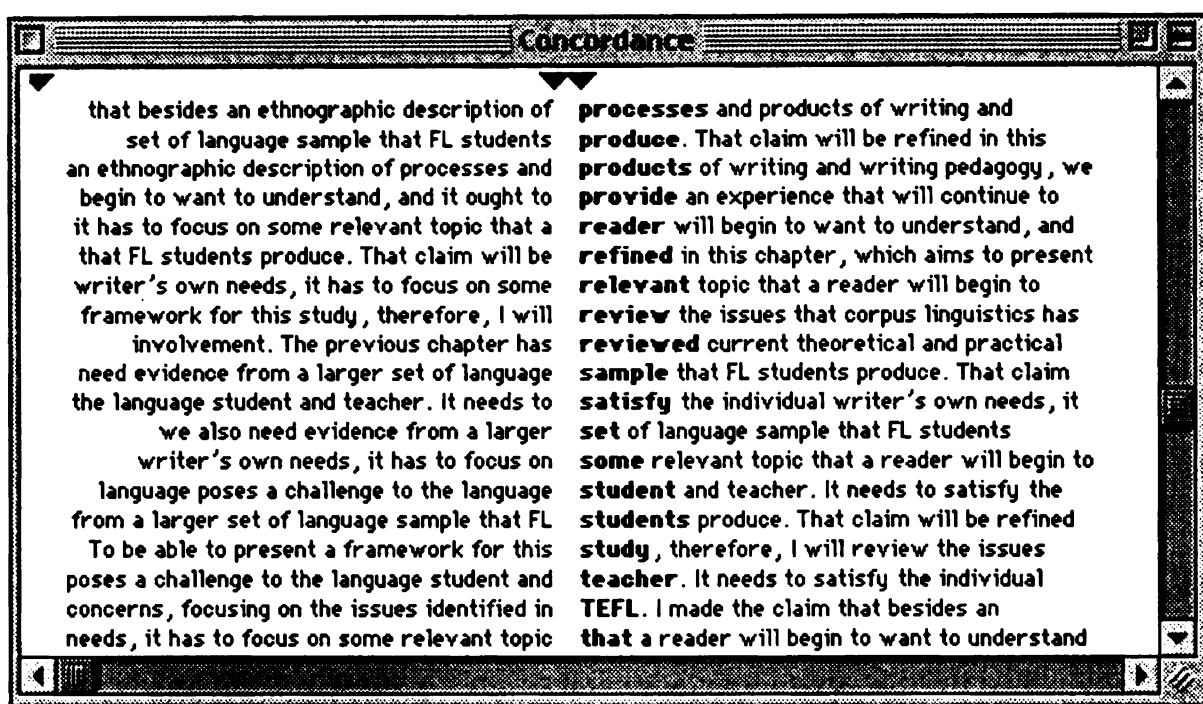 Concordance
that besides an ethnographic description of processes and products of writing and
set of language sample that FL students produce. That claim will be refined in this
an ethnographic description of processes and products of writing and writing pedagogy, we
begin to want to understand, and it ought to provide an experience that will continue to
it has to focus on some relevant topic that a reader will begin to want to understand, and
that FL students produce. That claim will be refined in this chapter, which aims to present
writer's own needs, it has to focus on some relevant topic that a reader will begin to
framework for this study, therefore, I will review the issues that corpus linguistics has
involvement. The previous chapter has reviewed current theoretical and practical
need evidence from a larger set of language sample that FL students produce. That claim
the language student and teacher. It needs to satisfy the individual writer's own needs, it
we also need evidence from a larger set of language sample that FL students
writer's own needs, it has to focus on some relevant topic that a reader will begin to
language poses a challenge to the language student and teacher. It needs to satisfy the
from a larger set of language sample that FL students produce. That claim will be refined
To be able to present a framework for this study, therefore, I will review the issues
poses a challenge to the language student and teacher. It needs to satisfy the individual
concerns, focusing on the issues identified in TEFL. I made the claim that besides an
needs, it has to focus on some relevant topic that a reader will begin to want to understand